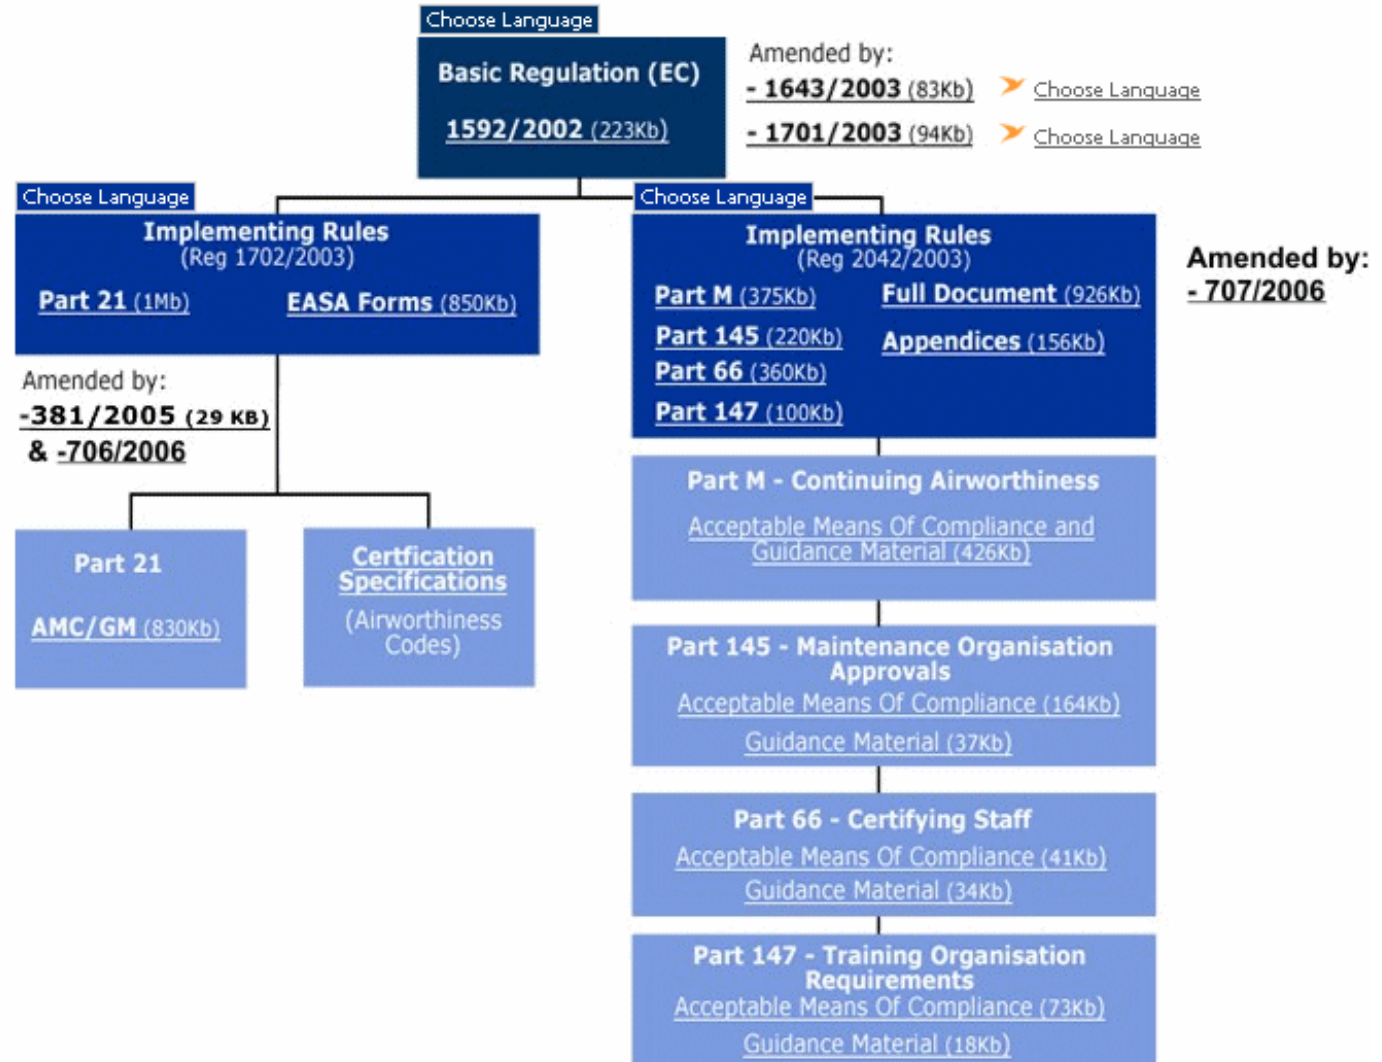 Choose Language
Basic Regulation (EC)
1592/2002 (223Kb)
Amended by:
- 1643/2003 (83Kb)
Choose Language
- 1701/2003 (94Kb)
Choose Language
Choose Language
Implementing Rules
(Reg 1702/2003)
Part 21 (1Mb)
EASA Forms (850Kb)
Amended by:
-381/2005 (29 KB)
& -706/2006
Part 21
AMC/GM (830Kb)
Certfication
Specifications
(Airworthiness
Codes)
Choose Language
Implementing Rules
(Reg 2042/2003)
Part M (375Kb)
Full Document (926Kb)
Part 145 (220Kb)
Appendices (156Kb)
Part 66 (360Kb)
Part 147 (100Kb)
Amended by:
- 707/2006
Part M - Continuing Airworthiness
Acceptable Means Of Compliance and
Guidance Material (426Kb)
Part 145 - Maintenance Organisation
Approvals
Acceptable Means Of Compliance (164Kb)
Guidance Material (37Kb)
Part 66 - Certifying Staff
Acceptable Means Of Compliance (41Kb)
Guidance Material (34Kb)
Part 147 - Training Organisation
Requirements
Acceptable Means Of Compliance (73Kb)
Guidance Material (18Kb)